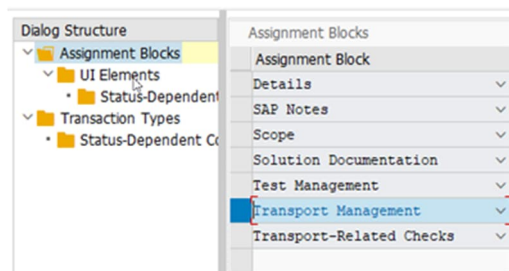 Dialog Structure
Assignment Blocks
UI Elements
Status-Dependent
Transaction Types
Status-Dependent Co
Assignment Blocks
Assignment Block
Details
SAP Notes
Scope
Solution Documentation
Test Management
Transport Management
Transport-Related Checks